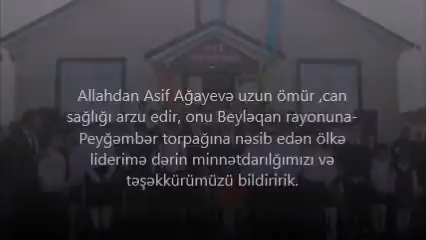 Allahdan Asif Ağayevə uzun ömür ,can
sağlığı arzu edir, onu Beyləqan rayonuna-
Peyğəmbər torpağına nəsib edən ölkə
liderimə dərin minnətdarılğımızı və
təşəkkürümüzü bildiririk.